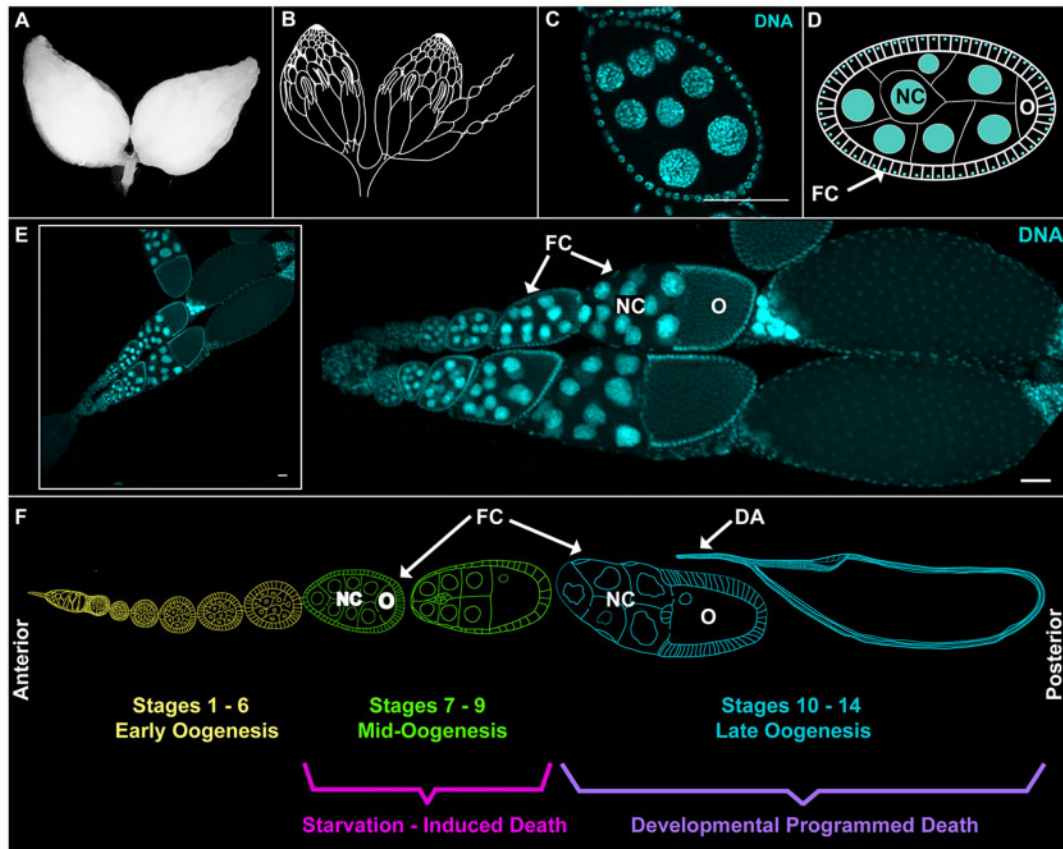 A
B
C
DNA
D
NC
O
FC
E
FC
DNA
NC
O
F
FC
DA
NC
O
NC
O
Anterior
Posterior
Stages 1 - 6
Early Oogenesis
Stages 7 - 9
Mid-Oogenesis
Stages 10 - 14
Late Oogenesis
Starvation - Induced Death
Developmental Programmed Death